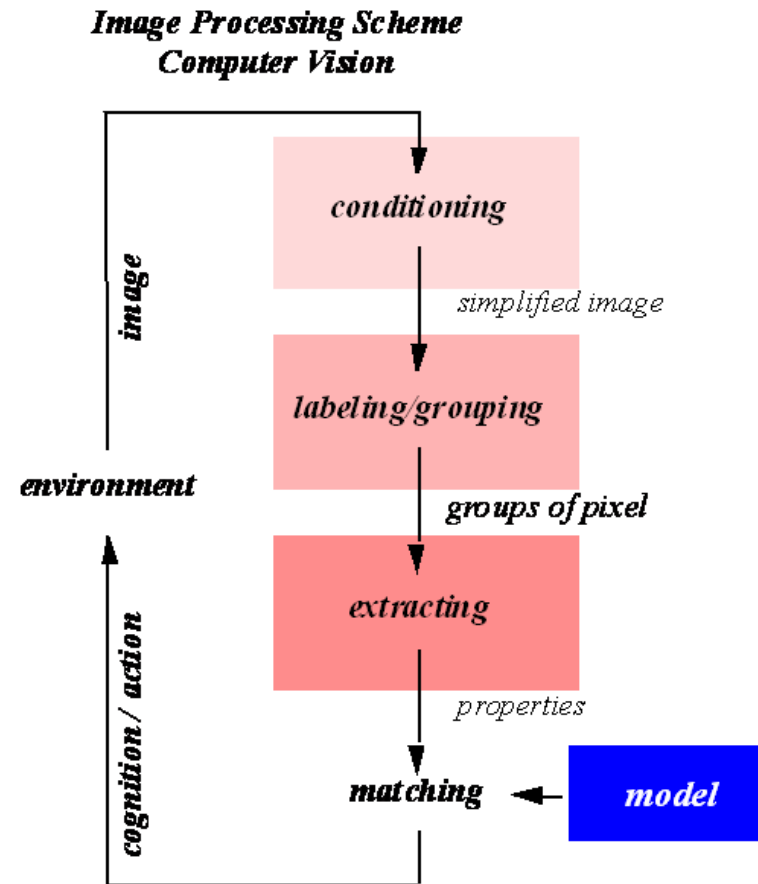 Image Processing Scheme
Computer Vision
conditioning
image
simplified image
labeling/grouping
environment
groups of pixel
extracting
cognition/ action
properties
matching
model